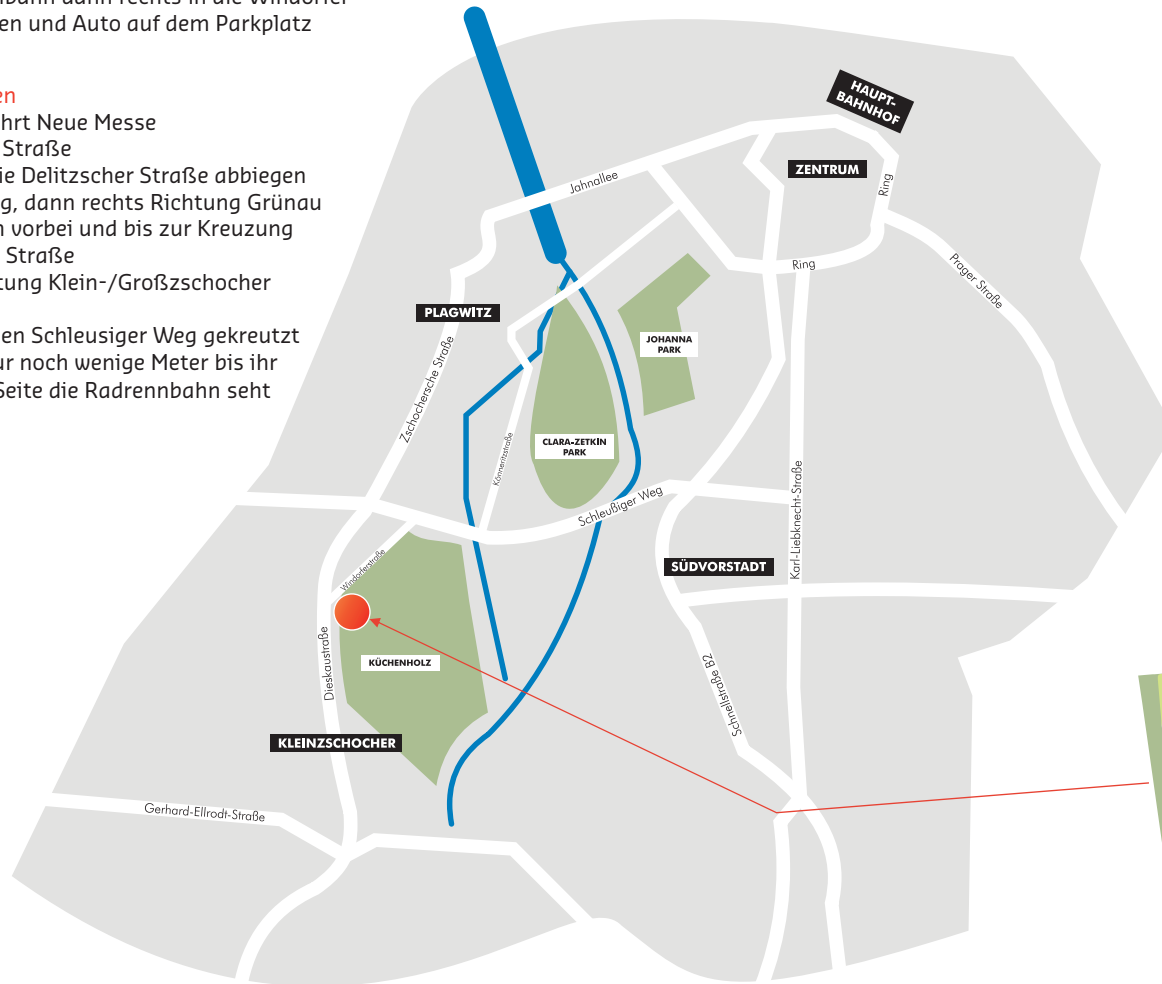 dann rechts in die Windorfer
en und Auto auf dem Parkplatz
en
hrt Neue Messe
Straße
ie Delitzscher Straße abbiegen
g, dann rechts Richtung Grünau
n vorbei und bis zur Kreuzung
Straße
tung Klein-/Großzschocher
en Schleusiger Weg gekreutzt
ur noch wenige Meter bis ihr
Seite die Radrennbahn seht
HAUPT-
BAHNHOF
ZENTRUM
Jahnallee
Ring
Ring
Prager Straße
PLAGWITZ
JOHANNA
PARK
Zschochersche Straße
CLARA-ZETKIN
PARK
Könneritzstraße
Schleußiger Weg
Karl-Liebknecht-Straße
SÜDVORSTADT
Windorferstraße
Dieskaustraße
KÜCHENHOLZ
Schnellstraße B2
KLEINZSCHOCHER
Gerhard-Ellrodt-Straße